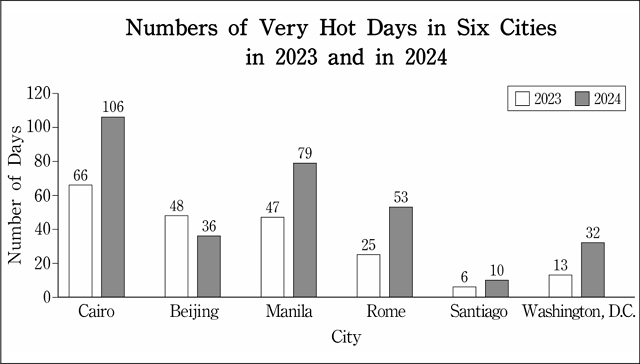 Numbers of Very Hot Days in Six Cities
in 2023 and in 2024
2023 2024
Number of Days
120
100
80
60
40
20
0
66 106
48 36
47 79
25 53
6 10
13 32
Cairo Beijing Manila Rome Santiago Washington, D.C.
City